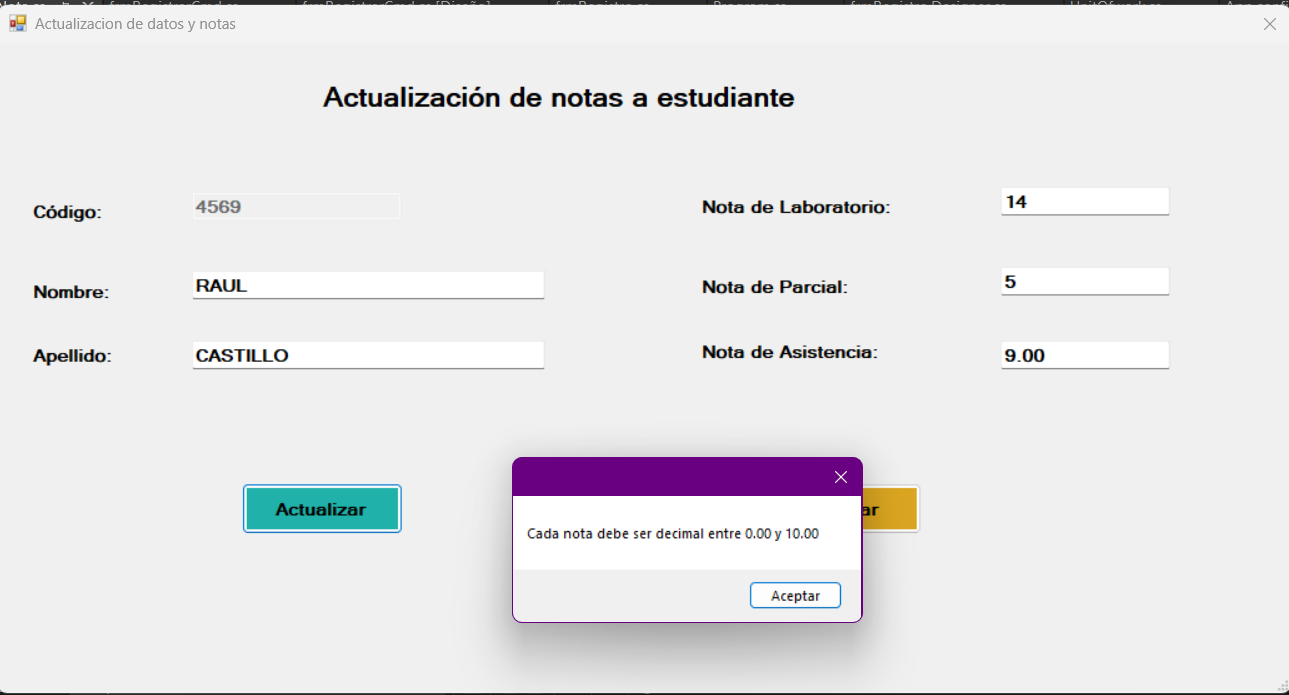 Actualizacion de datos y notas
Actualización de notas a estudiante
Código:
4569
Nombre:
RAUL
Apellido:
CASTILLO
Nota de Laboratorio:
14
Nota de Parcial:
5
Nota de Asistencia:
9.00
Actualizar
Cada nota debe ser decimal entre 0.00 y 10.00
Aceptar